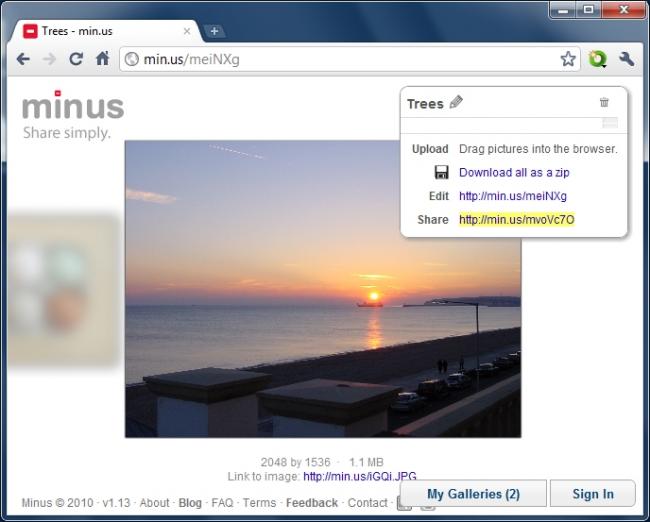 Trees - min.us
min.us/meiNXg
minus
Share simply.
Trees
Upload Drag pictures into the browser.
Download all as a zip
Edit http://min.us/meiNXg
Share http://min.us/mvoVc7O
2048 by 1536 · 1.1 MB
Link to image: http://min.us/iGQi.JPG
Minus © 2010 · v1.13 · About · Blog · FAQ · Terms · Feedback · Contact ·
My Galleries (2)
Sign In